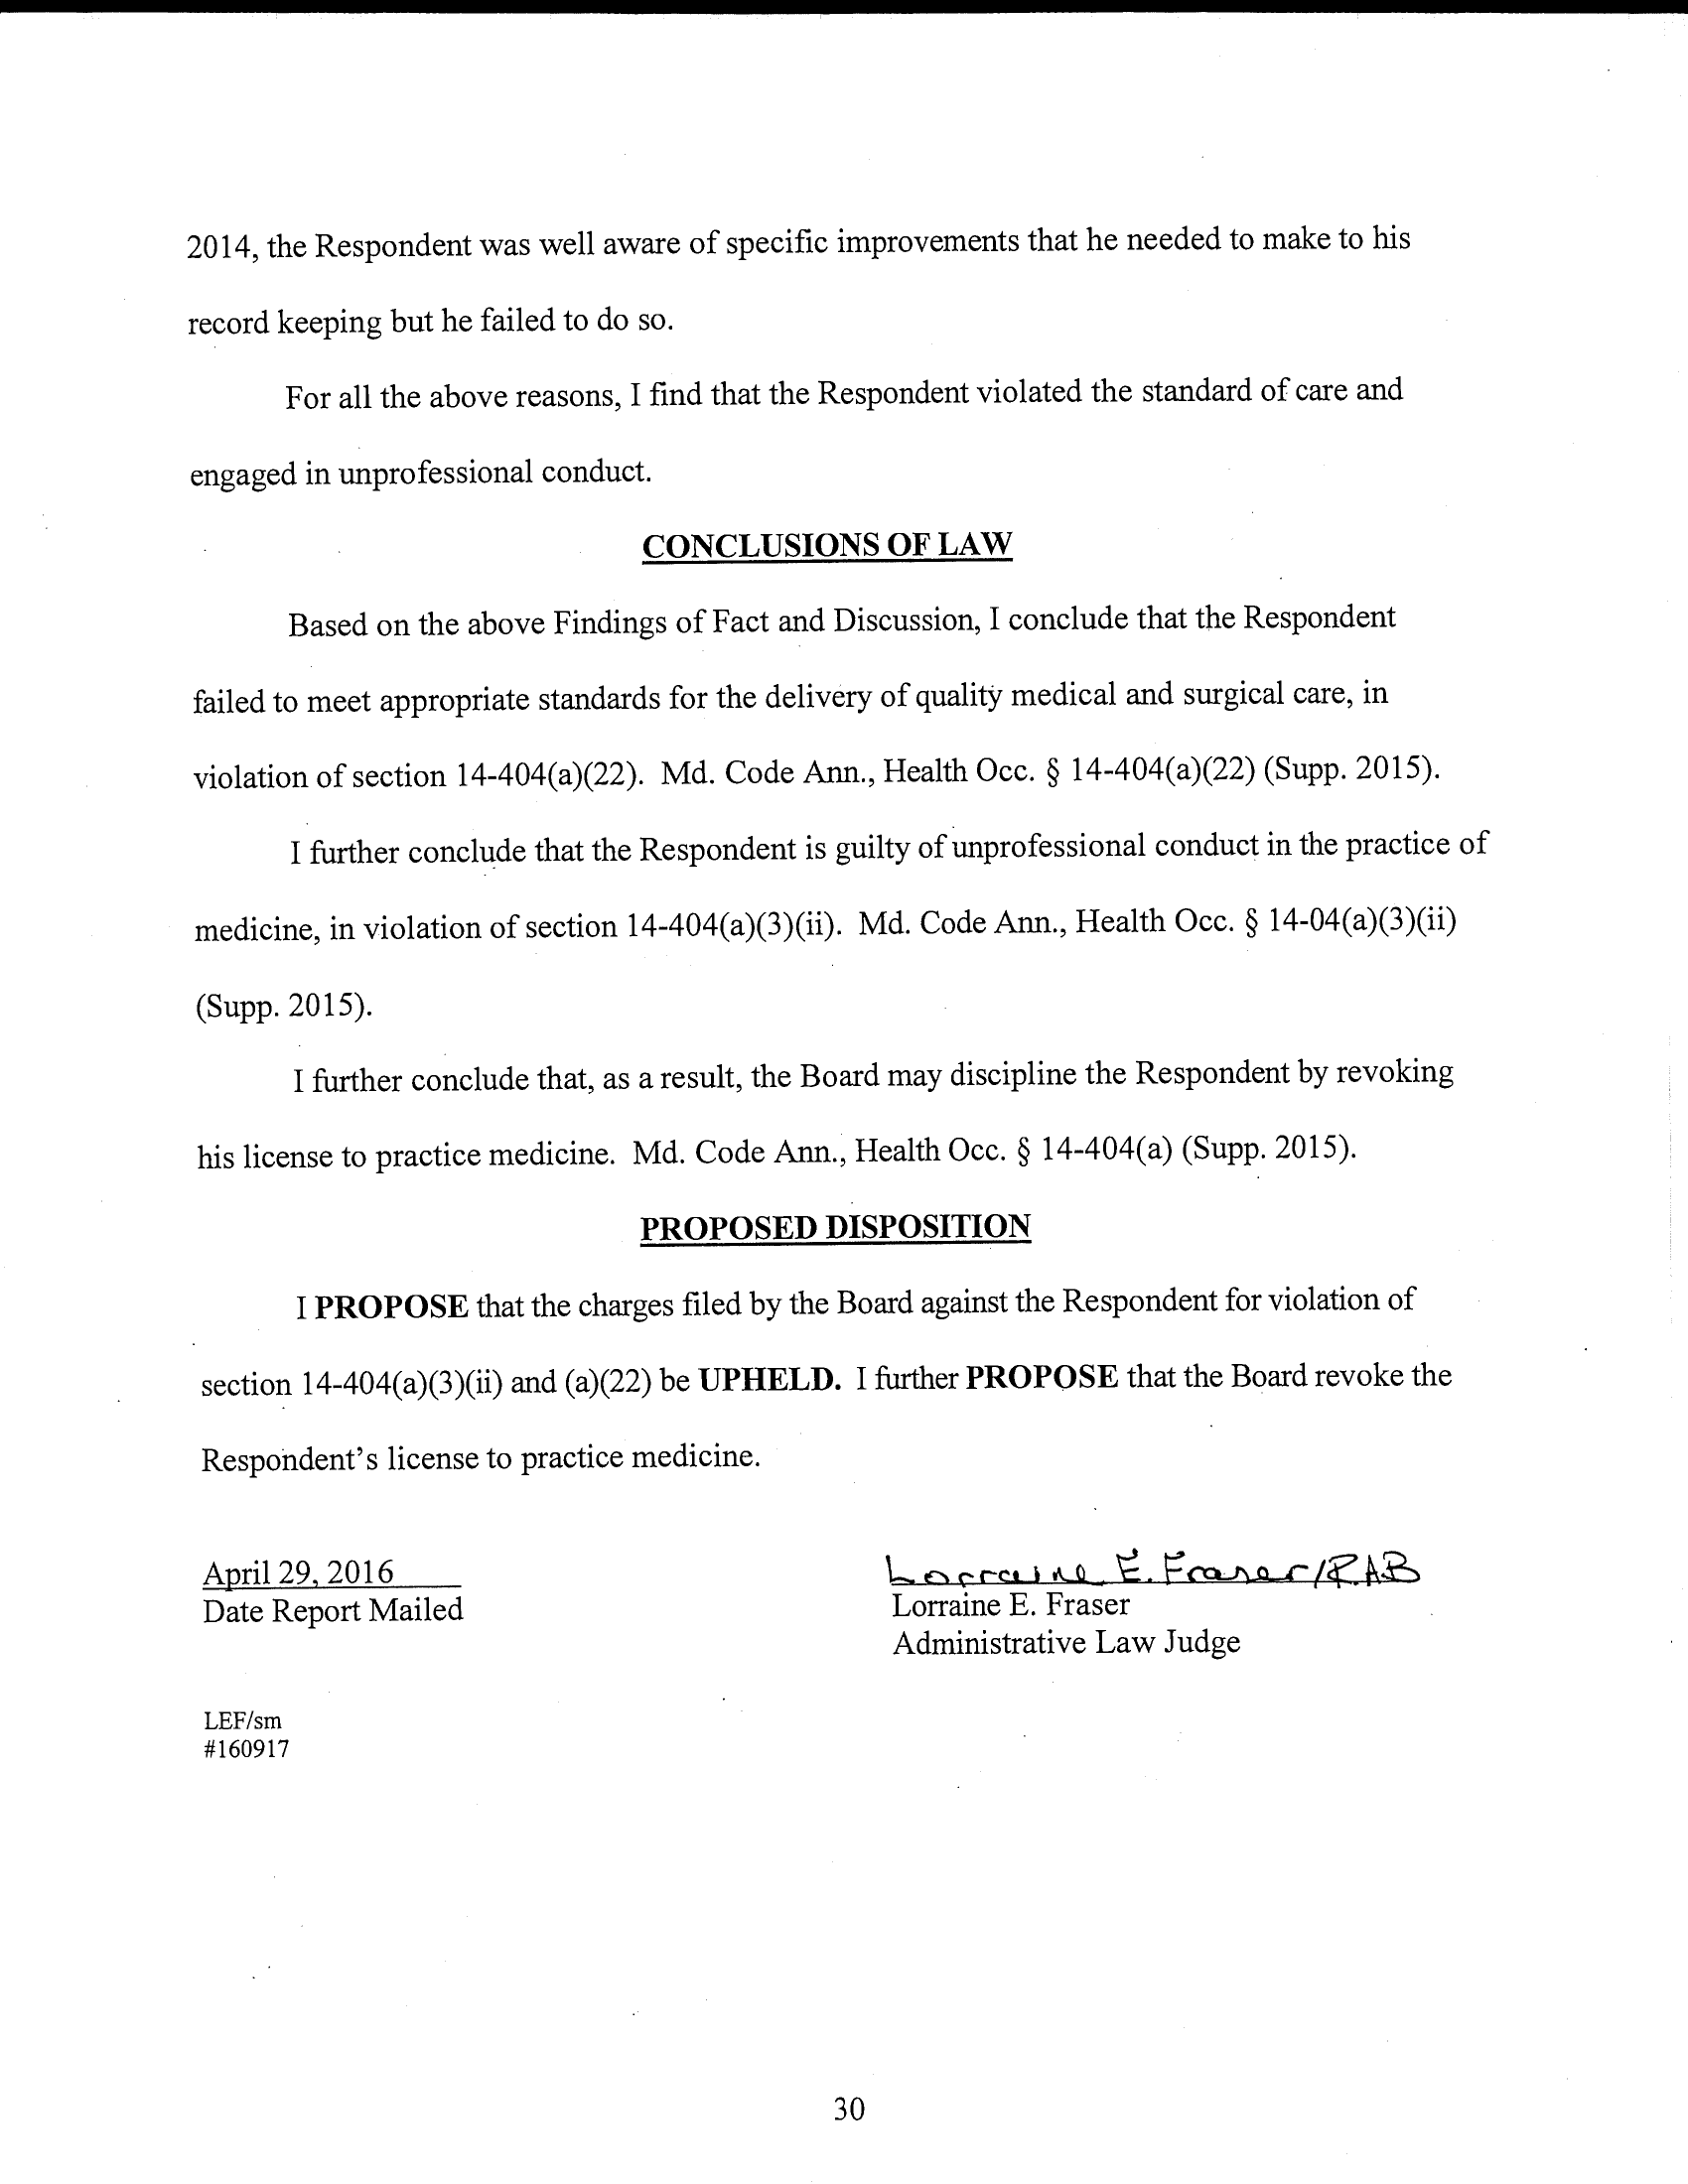 2014, the Respondent was well aware of specific improvements that he needed to make to his
record keeping but he failed to do so.
For all the above reasons, I find that the Respondent violated the standard of care and
engaged in unprofessional conduct.
CONCLUSIONS OF LAW
Based on the above Findings of Fact and Discussion, I conclude that the Respondent
failed to meet appropriate standards for the delivery of quality medical and surgical care, in
violation of section 14-404(a)(22).  Md. Code Ann., Health Occ. § 14-404(a)(22) (Supp. 2015).
I further conclude that the Respondent is guilty of unprofessional conduct in the practice of
medicine, in violation of section 14-404(a)(3)(ii).  Md. Code Ann., Health Occ. § 14-04(a)(3)(ii)
(Supp. 2015).
I further conclude that, as a result, the Board may discipline the Respondent by revoking
his license to practice medicine.  Md. Code Ann., Health Occ. § 14-404(a) (Supp. 2015).
PROPOSED DISPOSITION
I PROPOSE that the charges filed by the Board against the Respondent for violation of
section 14-404(a)(3)(ii) and (a)(22) be UPHELD.  I further PROPOSE that the Board revoke the
Respondent's license to practice medicine.
April 29, 2016
Date Report Mailed
Lorraine E. Fraser/RAB
Lorraine E. Fraser
Administrative Law Judge
LEF/sm
#160917
30